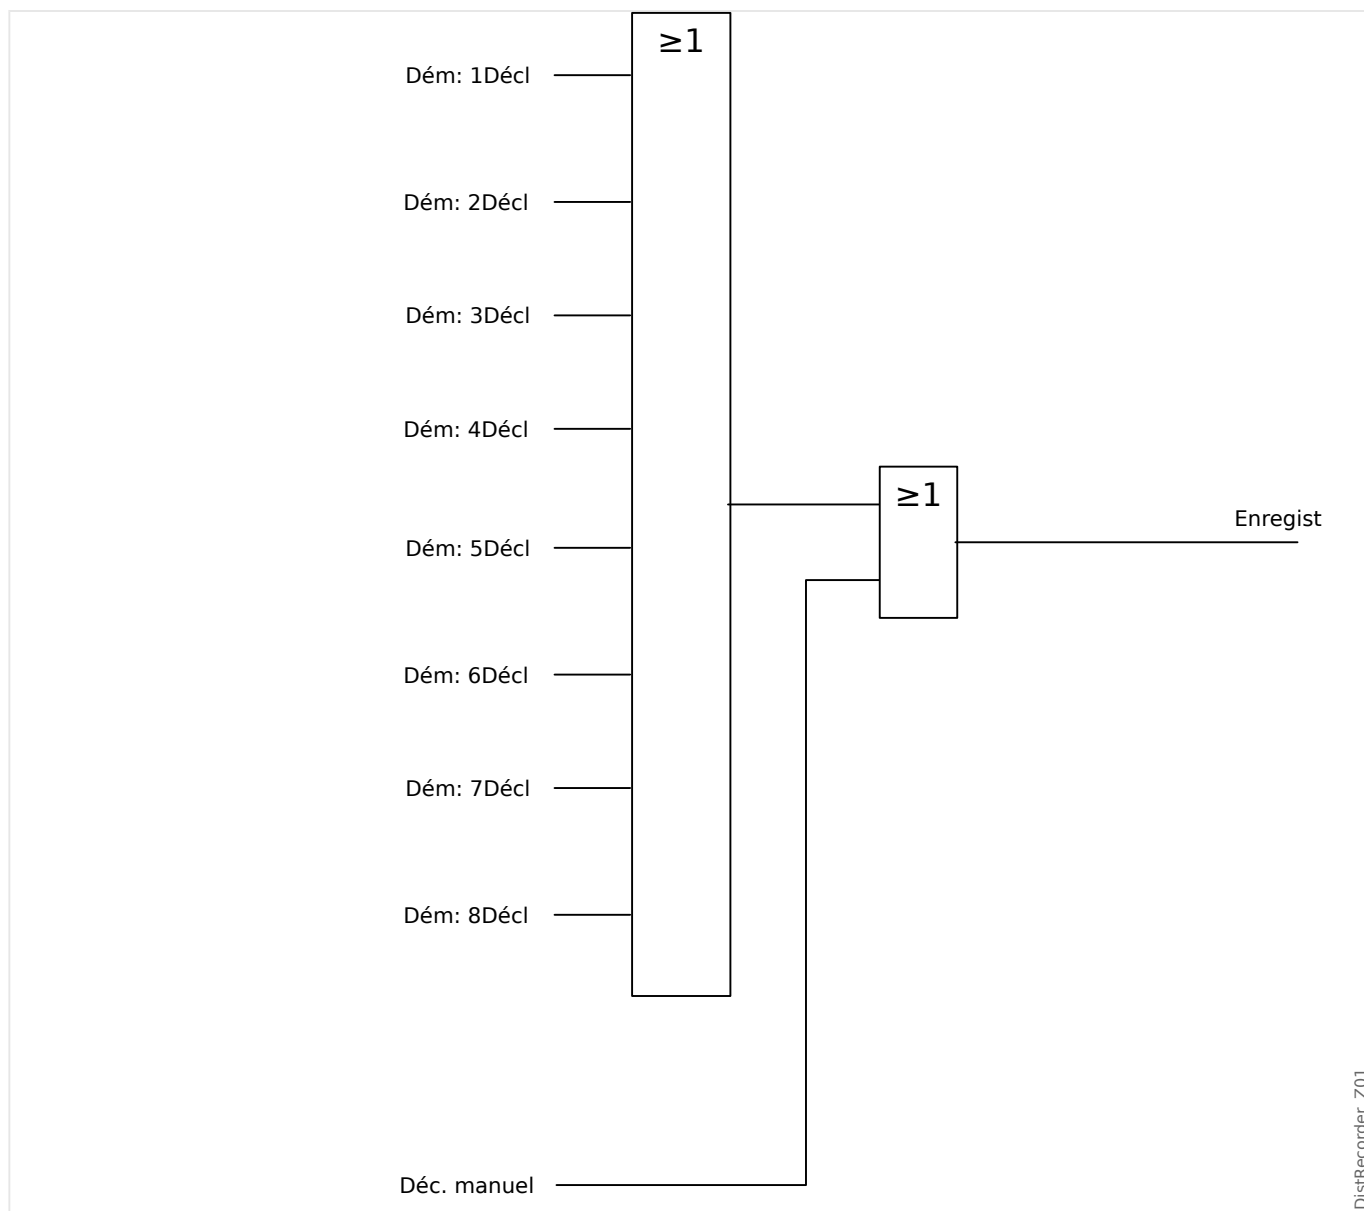 ≥1
Dém: 1Décl
Dém: 2Décl
Dém: 3Décl
Dém: 4Décl
≥1
Enregist
Dém: 5Décl
Dém: 6Décl
Dém: 7Décl
Dém: 8Décl
Déc. manuel
DistRecorder_Z01